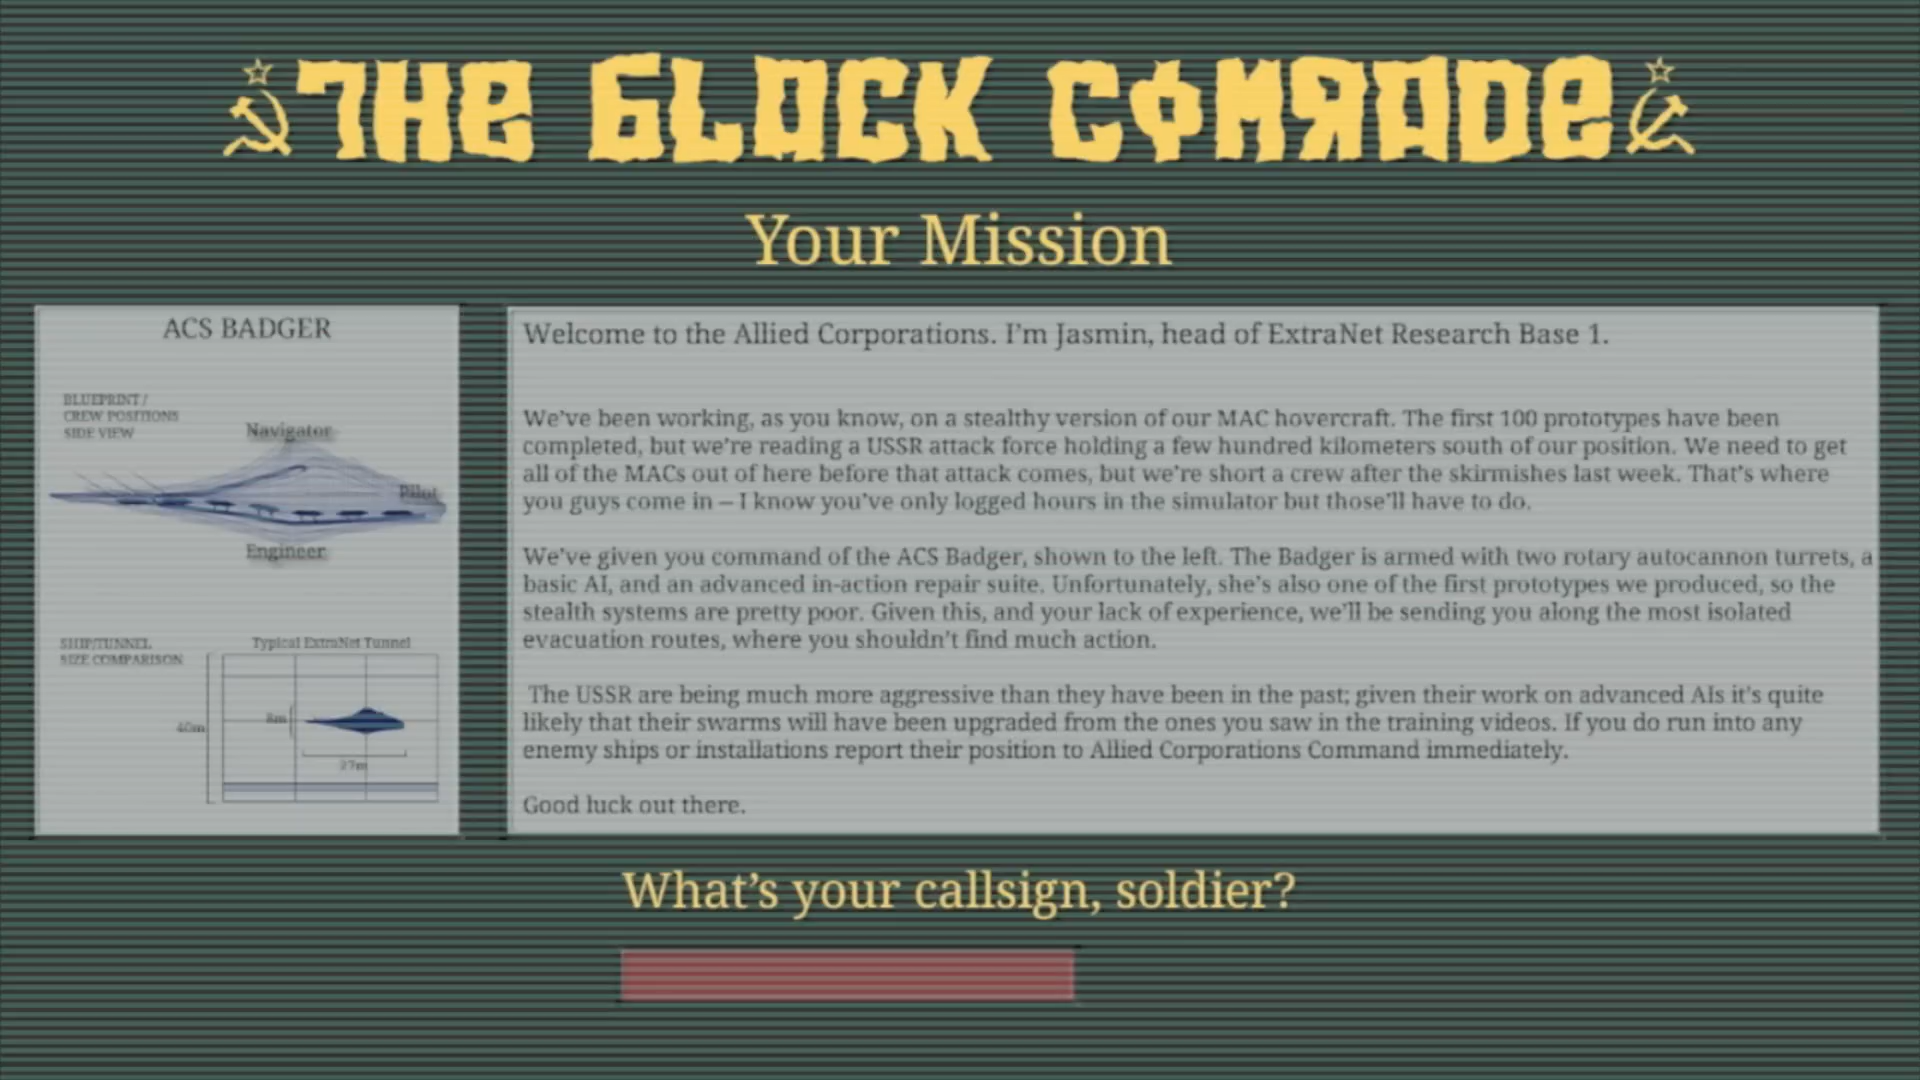 THE GLOCK COMRADE
Your Mission
ACS BADGER
BLUEPRINT /
CREW POSITIONS
SIDE VIEW
Navigator
Pilot
Engineer
SHIP/TUNNEL
SIZE COMPARISON
Typical ExtraNet Tunnel
40m
8m
27m
Welcome to the Allied Corporations. I’m Jasmin, head of ExtraNet Research Base 1.
We’ve been working, as you know, on a stealthy version of our MAC hovercraft. The first 100 prototypes have been
completed, but we’re reading a USSR attack force holding a few hundred kilometers south of our position. We need to get
all of the MACs out of here before that attack comes, but we’re short a crew after the skirmishes last week. That’s where
you guys come in – I know you’ve only logged hours in the simulator but those’ll have to do.
We’ve given you command of the ACS Badger, shown to the left. The Badger is armed with two rotary autocannon turrets, a
basic AI, and an advanced in-action repair suite. Unfortunately, she’s also one of the first prototypes we produced, so the
stealth systems are pretty poor. Given this, and your lack of experience, we’ll be sending you along the most isolated
evacuation routes, where you shouldn’t find much action.
The USSR are being much more aggressive than they have been in the past; given their work on advanced AIs it’s quite
likely that their swarms will have been upgraded from the ones you saw in the training videos. If you do run into any
enemy ships or installations report their position to Allied Corporations Command immediately.
Good luck out there.
What’s your callsign, soldier?